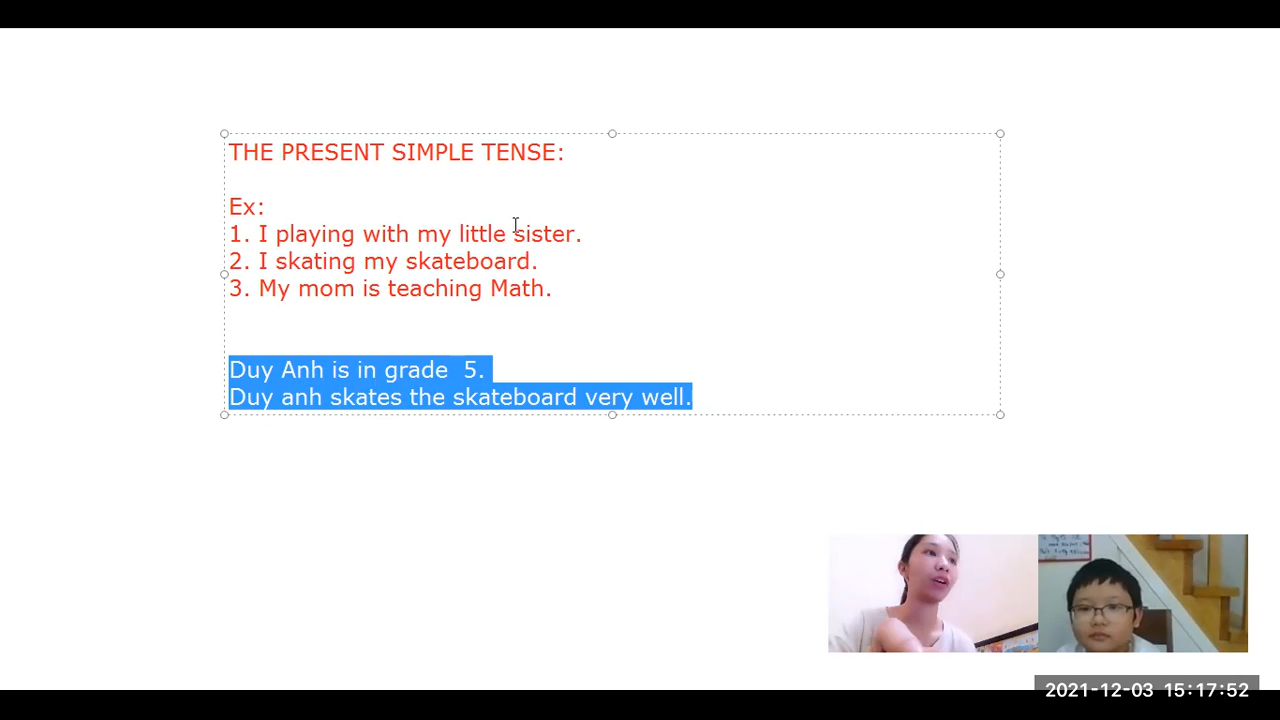 THE PRESENT SIMPLE TENSE:
Ex:
1. I playing with my little sister.
2. I skating my skateboard.
3. My mom is teaching Math.
Duy Anh is in grade  5.
Duy anh skates the skateboard very well.
2021-12-03 15:17:52